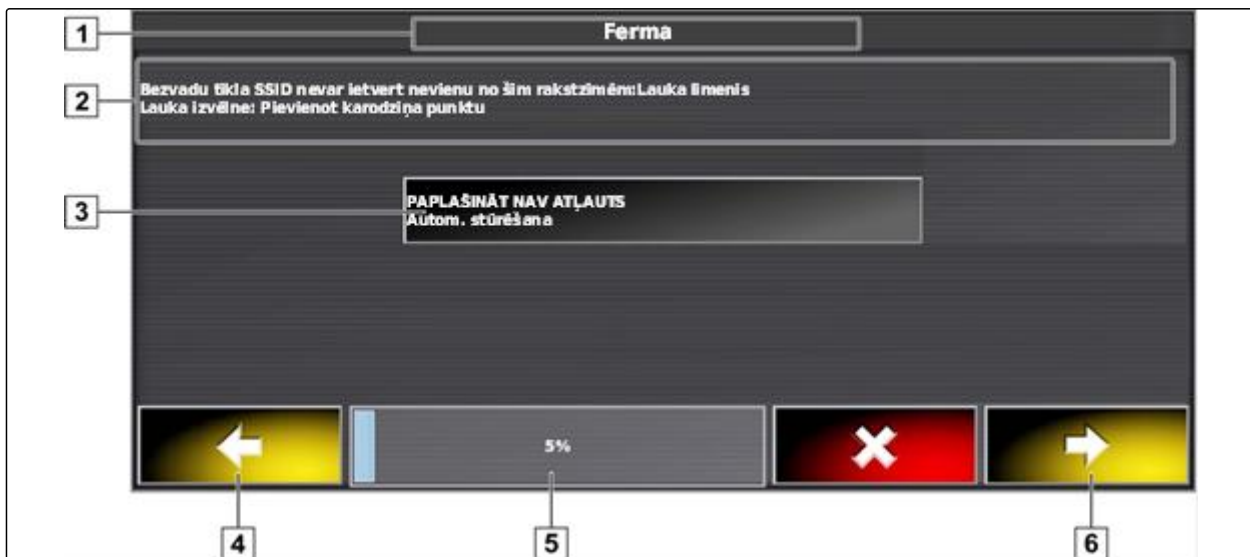 1
Ferma
2
Bezvadu tīkla SSID nevar ietvert nevienu no šīm rakstzīmēm:Lauka līmenis
Lauka izvēlne: Pievienot karodziņa punktu
3
PAPLAŠINĀT NAV ATĻAUTS
Autom. stūrēšana
5%
4
5
6